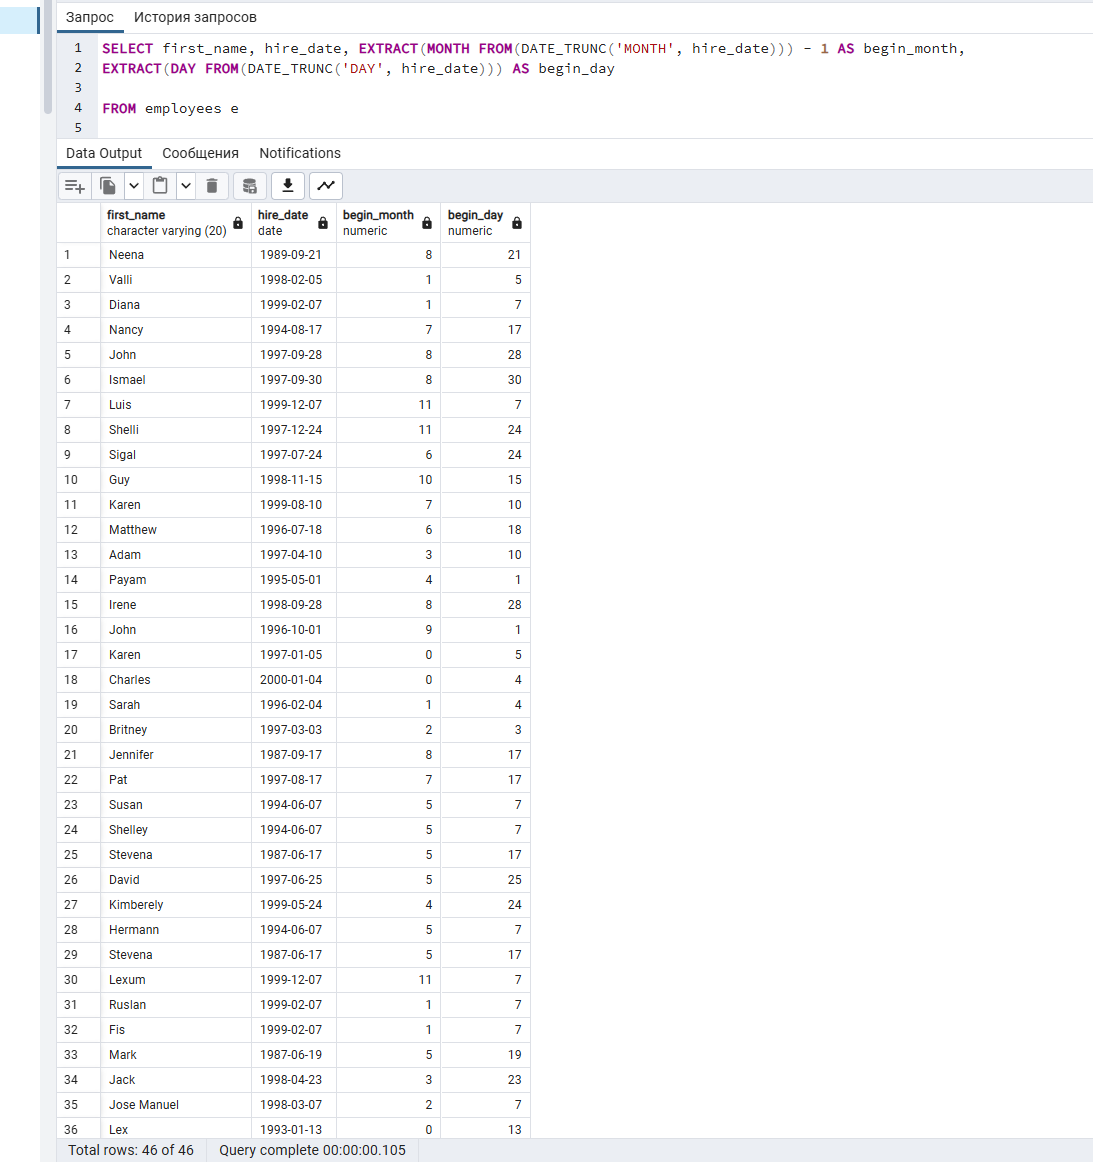 Запрос История запросов
1 SELECT first_name, hire_date, EXTRACT(MONTH FROM(DATE_TRUNC('MONTH', hire_date))) - 1 AS begin_month,
2 EXTRACT(DAY FROM(DATE_TRUNC('DAY', hire_date))) AS begin_day
3
4 FROM employees e
5
Data Output Сообщения Notifications
first_name hire_date begin_month begin_day
character varying (20) date numeric numeric
1 Neena 1989-09-21 8 21
2 Valli 1998-02-05 1 5
3 Diana 1999-02-07 1 7
4 Nancy 1994-08-17 7 17
5 John 1997-09-28 8 28
6 Ismael 1997-09-30 8 30
7 Luis 1999-12-07 11 7
8 Shelli 1997-12-24 11 24
9 Sigal 1997-07-24 6 24
10 Guy 1998-11-15 10 15
11 Karen 1999-08-10 7 10
12 Matthew 1996-07-18 6 18
13 Adam 1997-04-10 3 10
14 Payam 1995-05-01 4 1
15 Irene 1998-09-28 8 28
16 John 1996-10-01 9 1
17 Karen 1997-01-05 0 5
18 Charles 2000-01-04 0 4
19 Sarah 1996-02-04 1 4
20 Britney 1997-03-03 2 3
21 Jennifer 1987-09-17 8 17
22 Pat 1997-08-17 7 17
23 Susan 1994-06-07 5 7
24 Shelley 1994-06-07 5 7
25 Stevena 1987-06-17 5 17
26 David 1997-06-25 5 25
27 Kimberely 1999-05-24 4 24
28 Hermann 1994-06-07 5 7
29 Stevena 1987-06-17 5 17
30 Lexum 1999-12-07 11 7
31 Ruslan 1999-02-07 1 7
32 Fis 1999-02-07 1 7
33 Mark 1987-06-19 5 19
34 Jack 1998-04-23 3 23
35 Jose Manuel 1998-03-07 2 7
36 Lex 1993-01-13 0 13
Total rows: 46 of 46 Query complete 00:00:00.105